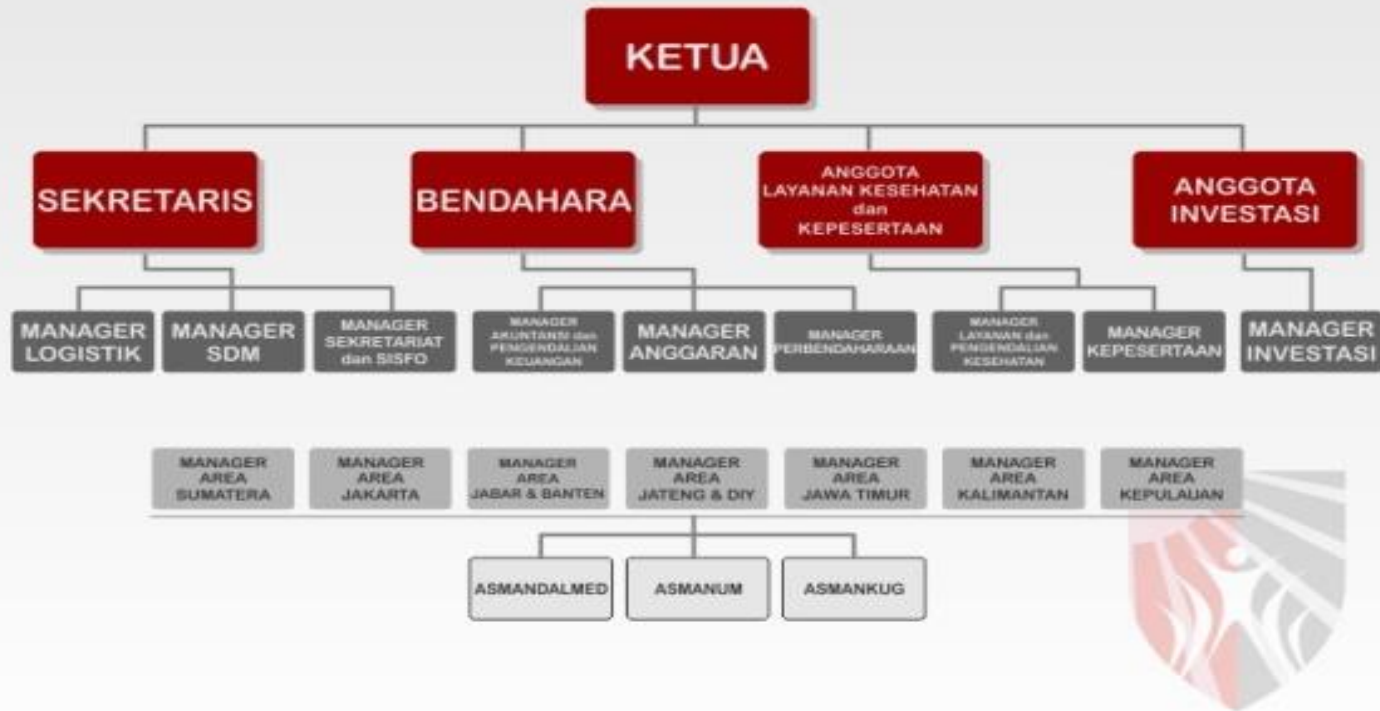 KETUA
SEKRETARIS
BENDAHARA
ANGGOTA
LAYANAN KESEHATAN
dan
KEPESERTAAN
ANGGOTA
INVESTASI
MANAGER
LOGISTIK
MANAGER
SDM
MANAGER
SEKRETARIAT
dan SISFO
MANAGER
AKUNTANSI dan
PENGENDALIAN
KEUANGAN
MANAGER
ANGGARAN
MANAGER
PERBENDAHARAAN
MANAGER
LAYANAN dan
PENGENDALIAN
KESEHATAN
MANAGER
KEPESERTAAN
MANAGER
INVESTASI
MANAGER
AREA
SUMATERA
MANAGER
AREA
JAKARTA
MANAGER
AREA
JABAR & BANTEN
MANAGER
AREA
JATENG & DIY
MANAGER
AREA
JAWA TIMUR
MANAGER
AREA
KALIMANTAN
MANAGER
AREA
KEPULAUAN
ASMANDALMED
ASMANUM
ASMANKUG